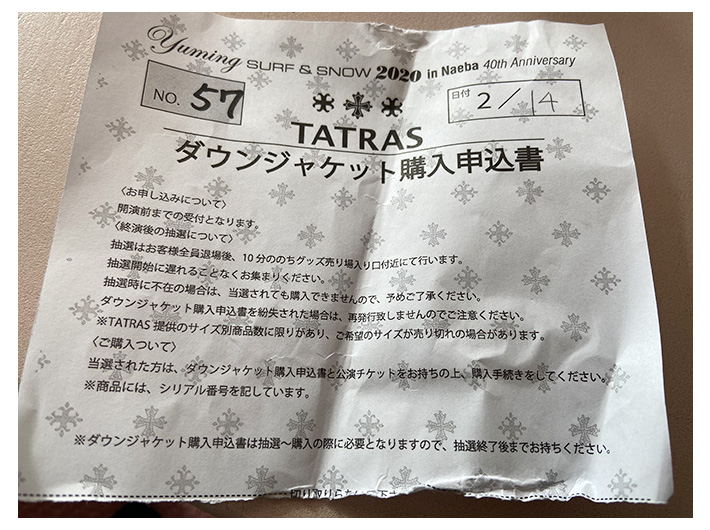 Yuming SURF & SNOW 2020 in Naeba 40th Anniversary
NO. 57
日付 2/14
TATRAS
ダウンジャケット購入申込書
〈お申し込みについて〉
開演前までの受付となります。
〈終演後の抽選について〉
抽選はお客様全員退場後、10分ののちグッズ売り場入り口付近にて行います。
抽選開始に遅れることなくお集まりください。
抽選時に不在の場合は、当選されても購入できませんので、予めご了承ください。
ダウンジャケット購入申込書を紛失された場合は、再発行致しませんのでご注意ください。
※TATRAS提供のサイズ別商品数に限りがあり、ご希望のサイズが売り切れの場合があります。
〈ご購入ついて〉
当選された方は、ダウンジャケット購入申込書と公演チケットをお持ちの上、購入手続きをしてください。
※商品には、シリアル番号を記しています。
※ダウンジャケット購入申込書は抽選～購入の際に必要となりますので、抽選終了後までお持ちください。